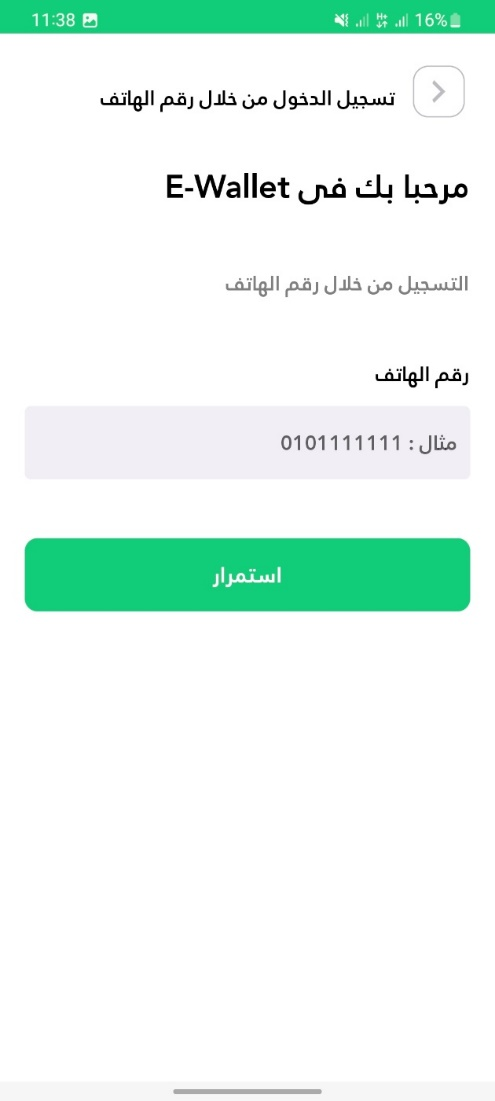 11:38 16%
تسجيل الدخول من خلال رقم الهاتف
مرحبا بك فى E-Wallet
التسجيل من خلال رقم الهاتف
رقم الهاتف
مثال : 0101111111
استمرار